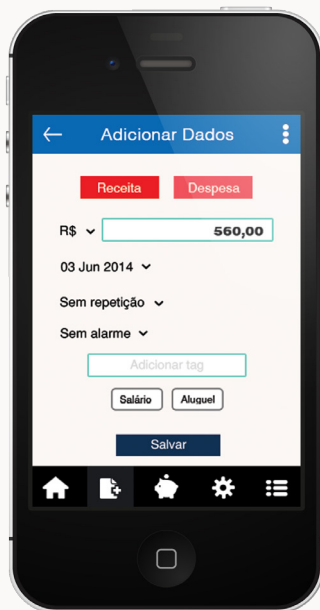 Adicionar Dados
Receita Despesa
R$ 560,00
03 Jun 2014
Sem repetição
Sem alarme
Adicionar tag
Salário Aluguel
Salvar